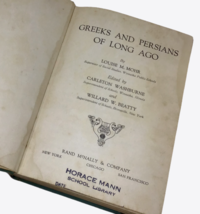 GREEKS AND PERSIANS
OF LONG AGO
By
LOUISE M. MOHR
Edited by
CARLETON WASHBURNE
and
WILLARD W. BEATTY
RAND McNALLY & COMPANY
NEW YORK
CHICAGO
SAN FRANCISCO
HORACE MANN
SCHOOL LIBRARY